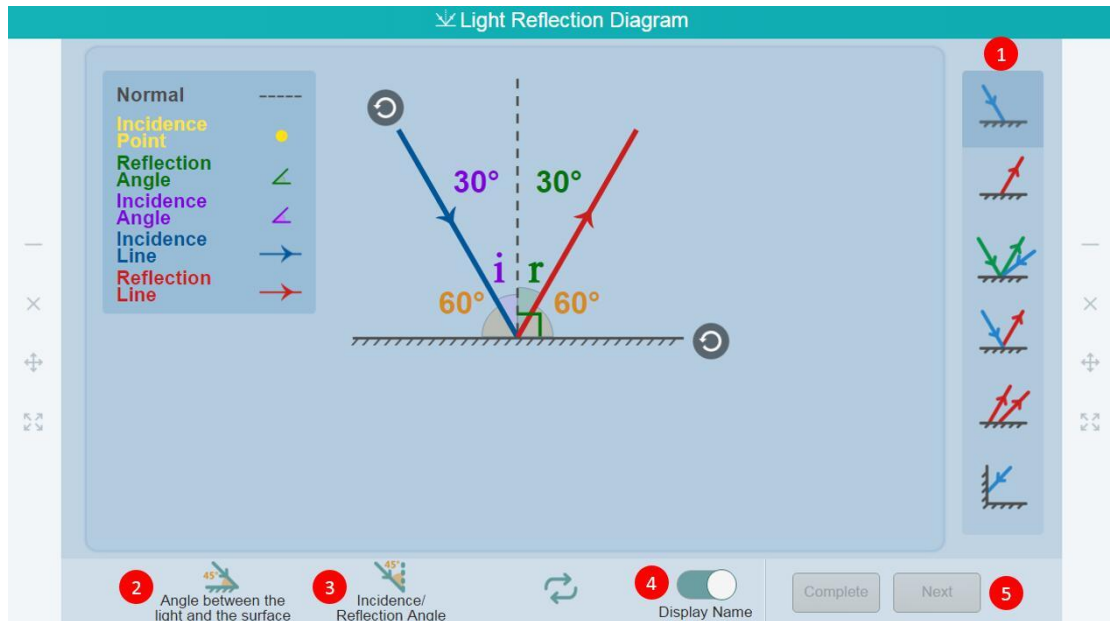 Light Reflection Diagram
1
Normal
Incidence
Point
Reflection
Angle
Incidence
Angle
Incidence
Line
Reflection
Line
30° 30°
i r
60° 60°
2
45°
Angle between the
light and the surface
3
45°
Incidence/
Reflection Angle
4
Display Name
Complete
Next
5